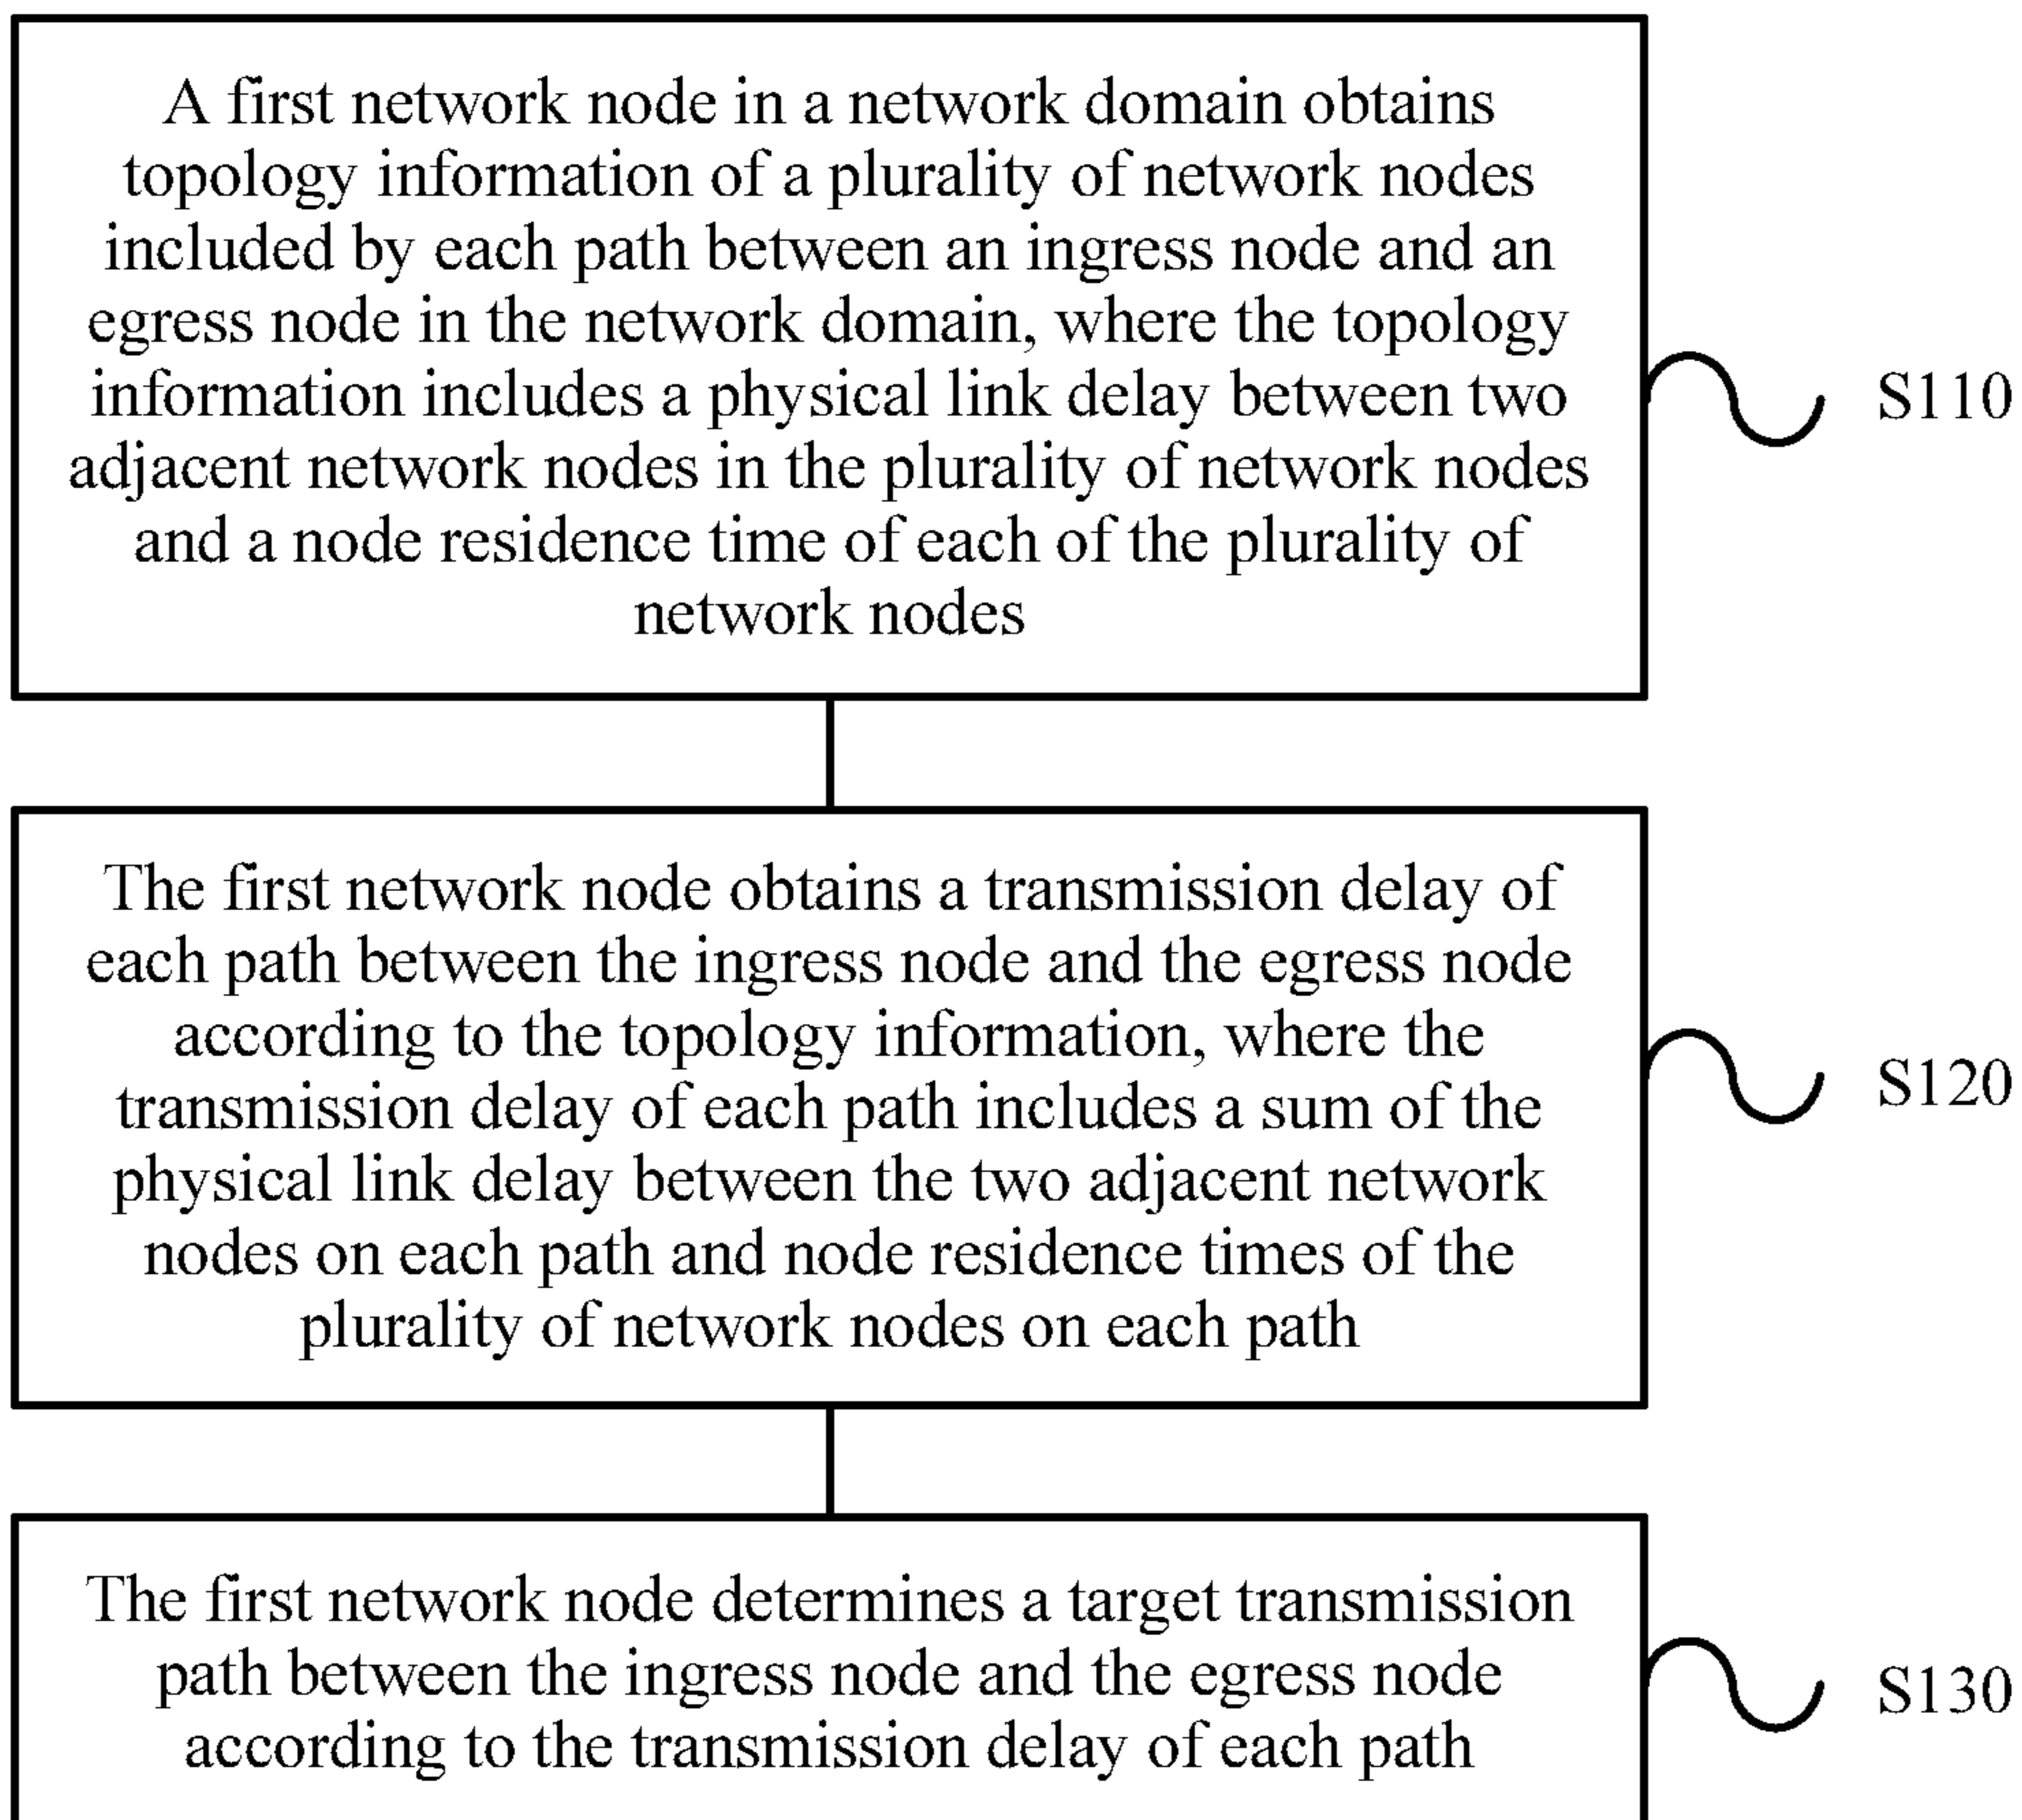 A first network node in a network domain obtains
topology information of a plurality of network nodes
included by each path between an ingress node and an
egress node in the network domain, where the topology
information includes a physical link delay between two
adjacent network nodes in the plurality of network nodes
and a node residence time of each of the plurality of
network nodes
S110
The first network node obtains a transmission delay of
each path between the ingress node and the egress node
according to the topology information, where the
transmission delay of each path includes a sum of the
physical link delay between the two adjacent network
nodes on each path and node residence times of the
plurality of network nodes on each path
S120
The first network node determines a target transmission
path between the ingress node and the egress node
according to the transmission delay of each path
S130